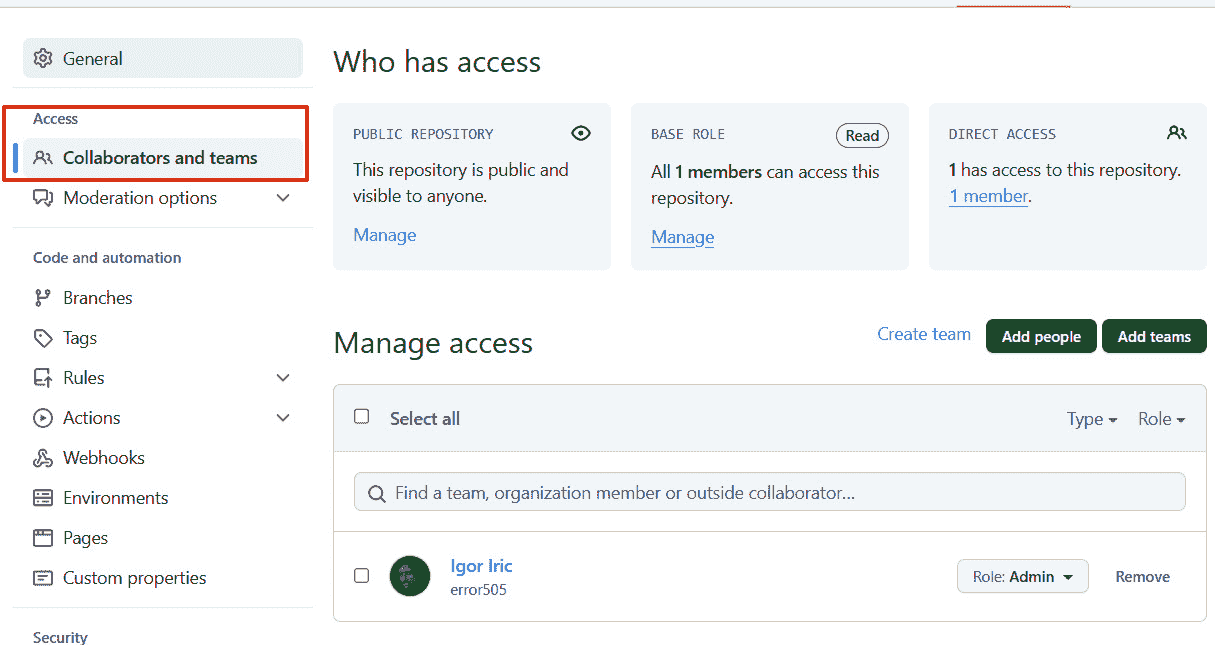 General
Access
Collaborators and teams
Moderation options
Code and automation
Branches
Tags
Rules
Actions
Webhooks
Environments
Pages
Custom properties
Security
Who has access
PUBLIC REPOSITORY
This repository is public and
visible to anyone.
Manage
BASE ROLE
Read
All 1 members can access this
repository.
Manage
DIRECT ACCESS
1 has access to this repository.
1 member.
Manage access
Create team
Add people
Add teams
Select all
Type
Role
Find a team, organization member or outside collaborator...
Igor Iric
error505
Role: Admin
Remove